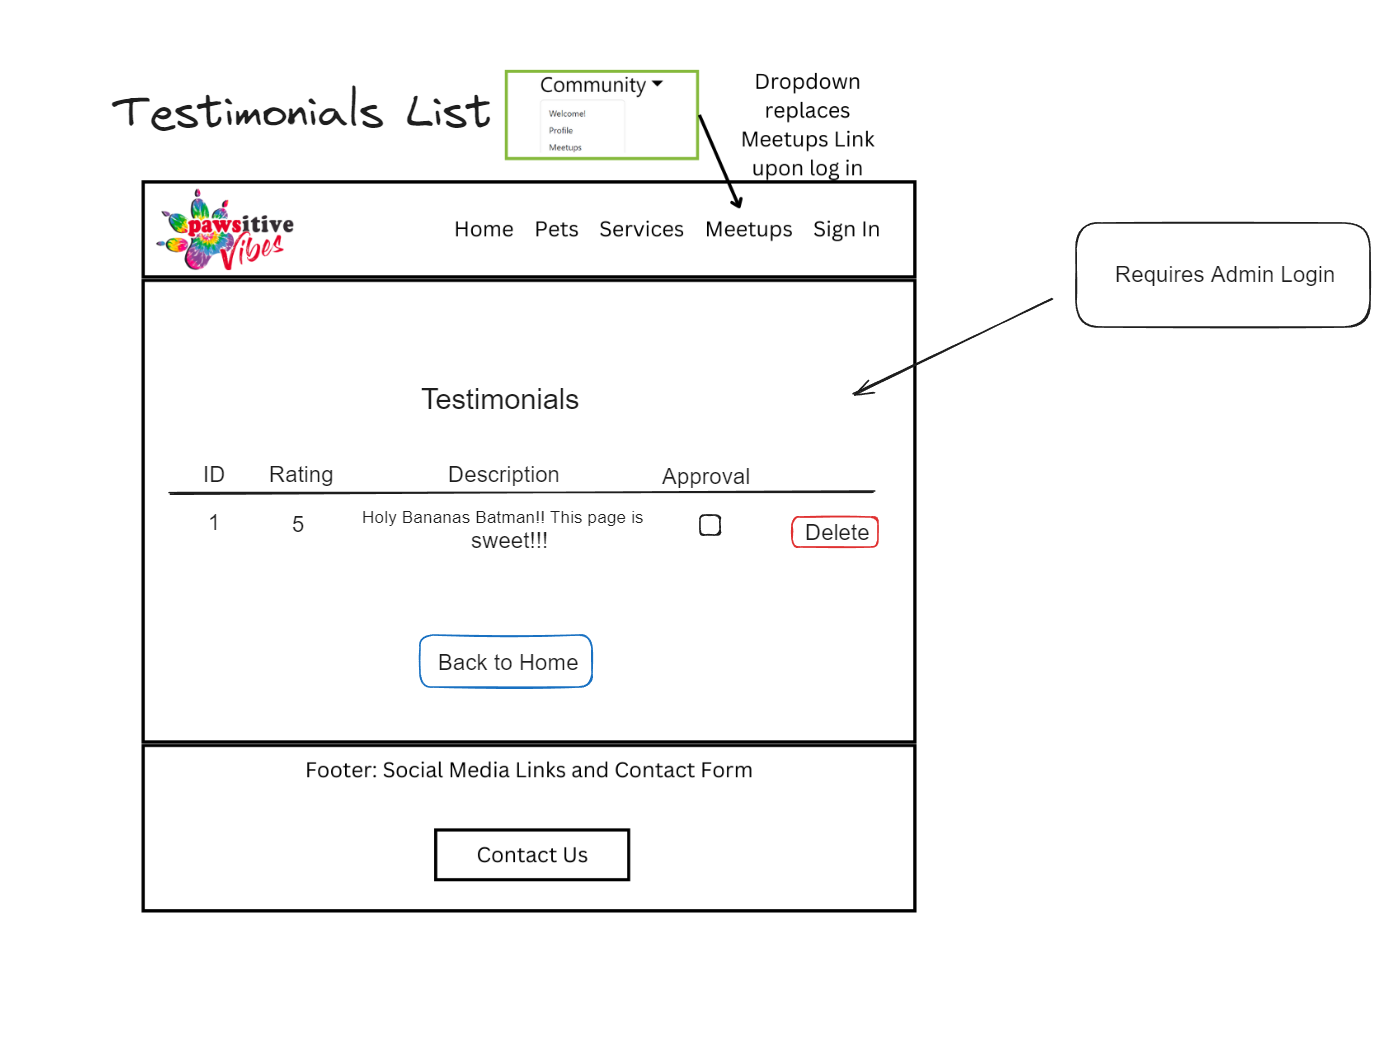 Testimonials List
Community
Welcome!
Profile
Meetups
Dropdown
replaces
Meetups Link
upon log in
pawsitive
Vibes
Home Pets Services Meetups Sign In
Requires Admin Login
Testimonials
ID Rating Description Approval
1 5 Holy Bananas Batman!! This page is
sweet!!!
Delete
Back to Home
Footer: Social Media Links and Contact Form
Contact Us